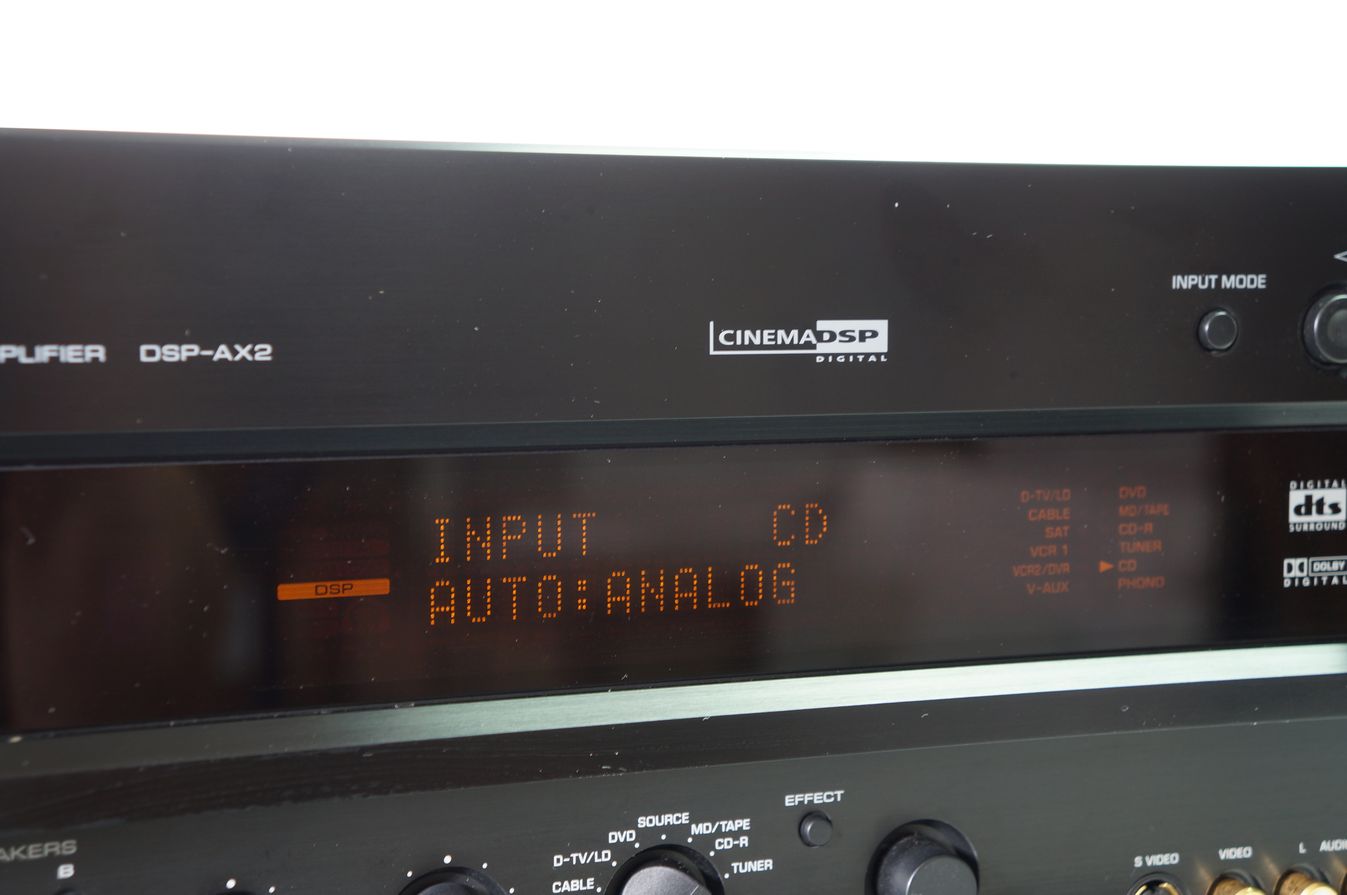 PLIFIER DSP-AX2
CINEMA DSP
DIGITAL
INPUT MODE
INPUT CD
AUTO:ANALOG
DSP
D-TV/LD DVD
CABLE MD/TAPE
SAT CD-R
VCR 1 TUNER
VCR2/DVR CD
V-AUX PHONO
DIGITAL
dts
SURROUND
DOLBY
DIGITAL
AKERS
B
EFFECT
SOURCE
DVD MD/TAPE
D-TV/LD CD-R
CABLE TUNER
S VIDEO VIDEO L AUDIO